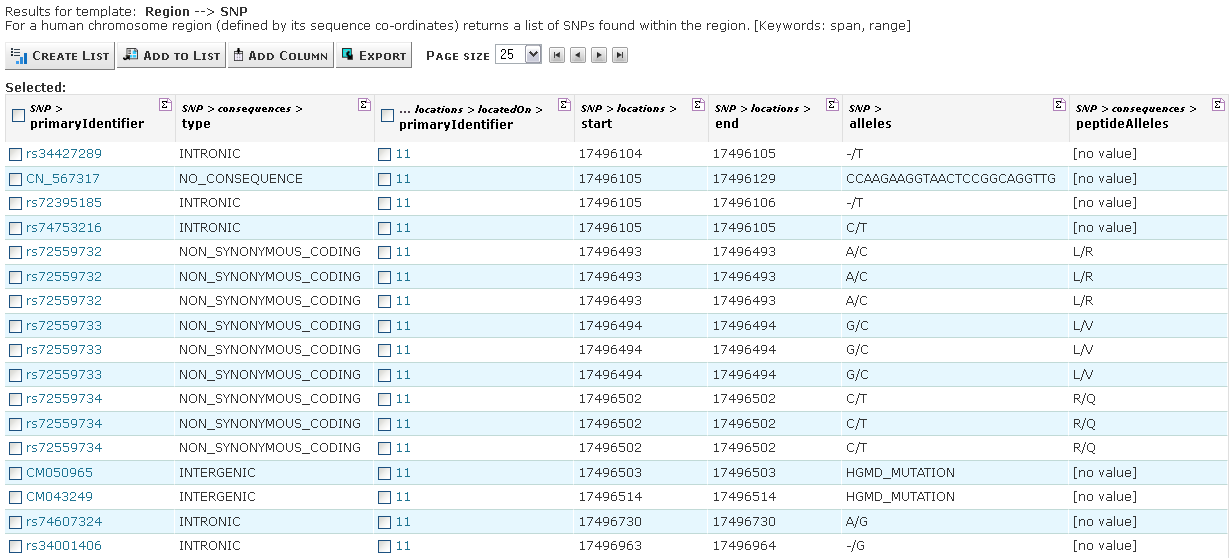 Results for template: Region --> SNP
For a human chromosome region (defined by its sequence co-ordinates) returns a list of SNPs found within the region. [Keywords: span, range]
CREATE LIST ADD TO LIST ADD COLUMN EXPORT PAGE SIZE 25
Selected:
SNP > SNP > consequences > ... locations > locatedOn > SNP > locations > SNP > locations > SNP > SNP > consequences >
primaryIdentifier type primaryIdentifier start end alleles peptideAlleles
rs34427289 INTRONIC 11 17496104 17496105 -/T [no value]
CN_567317 NO_CONSEQUENCE 11 17496105 17496129 CCAAGAAGGTAACTCCGGCAGGTTG [no value]
rs72395185 INTRONIC 11 17496105 17496106 -/T [no value]
rs74753216 INTRONIC 11 17496105 17496105 C/T [no value]
rs72559732 NON_SYNONYMOUS_CODING 11 17496493 17496493 A/C L/R
rs72559732 NON_SYNONYMOUS_CODING 11 17496493 17496493 A/C L/R
rs72559732 NON_SYNONYMOUS_CODING 11 17496493 17496493 A/C L/R
rs72559733 NON_SYNONYMOUS_CODING 11 17496494 17496494 G/C L/V
rs72559733 NON_SYNONYMOUS_CODING 11 17496494 17496494 G/C L/V
rs72559733 NON_SYNONYMOUS_CODING 11 17496494 17496494 G/C L/V
rs72559734 NON_SYNONYMOUS_CODING 11 17496502 17496502 C/T R/Q
rs72559734 NON_SYNONYMOUS_CODING 11 17496502 17496502 C/T R/Q
rs72559734 NON_SYNONYMOUS_CODING 11 17496502 17496502 C/T R/Q
CM050965 INTERGENIC 11 17496503 17496503 HGMD_MUTATION [no value]
CM043249 INTERGENIC 11 17496514 17496514 HGMD_MUTATION [no value]
rs74607324 INTRONIC 11 17496730 17496730 A/G [no value]
rs34001406 INTRONIC 11 17496963 17496964 -/G [no value]